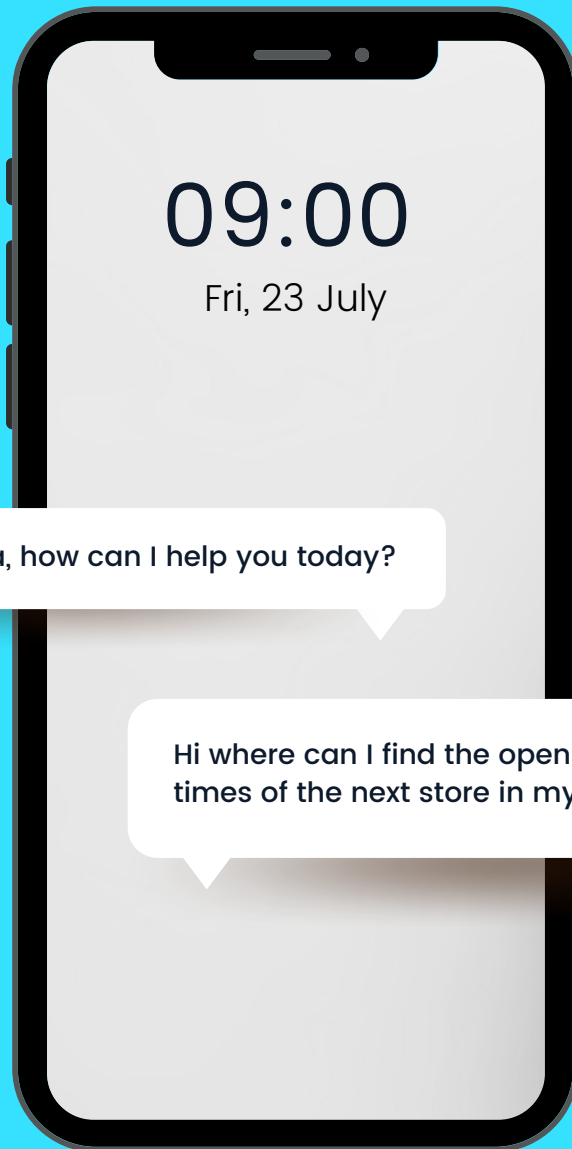 09:00
Fri, 23 July
, how can I help you today?
Hi where can I find the open
times of the next store in my